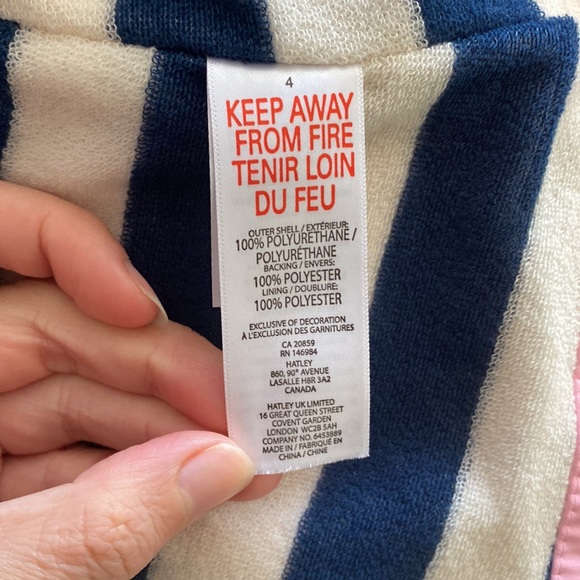 4
KEEP AWAY
FROM FIRE
TENIR LOIN
DU FEU
OUTER SHELL / EXTÉRIEUR:
100% POLYURETHANE /
POLYURÉTHANE
BACKING / ENVERS:
100% POLYESTER
LINING / DOUBLURE:
100% POLYESTER
EXCLUSIVE OF DECORATION
À L'EXCLUSION DES GARNITURES
CA 20859
RN 146984
HATLEY
860, 90e AVENUE
LASALLE H8R 3A2
CANADA
HATLEY UK LIMITED
16 GREAT QUEEN STREET
COVENT GARDEN
LONDON WC2B 5AH
COMPANY NO. 6453889
MADE IN / FABRIQUÉ EN
CHINA / CHINE